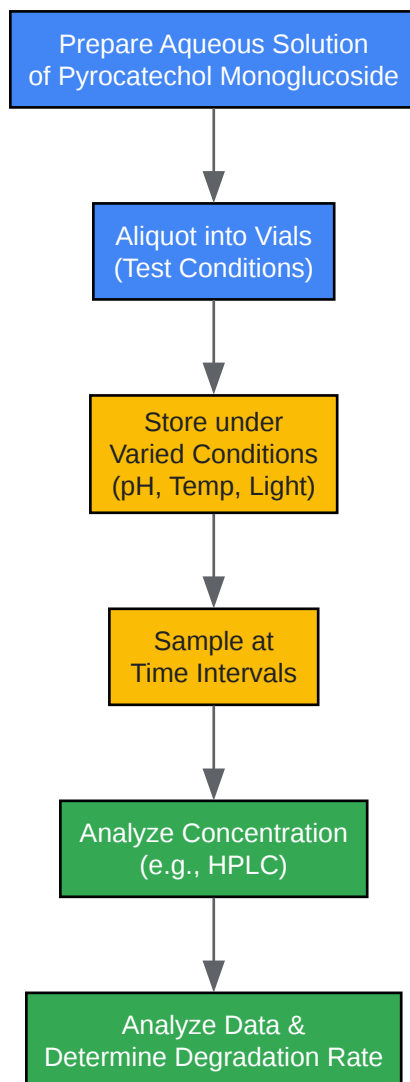 Prepare Aqueous Solution
of Pyrocatechol Monoglucoside
Aliquot into Vials
(Test Conditions)
Store under
Varied Conditions
(pH, Temp, Light)
Sample at
Time Intervals
Analyze Concentration
(e.g., HPLC)
Analyze Data &
Determine Degradation Rate